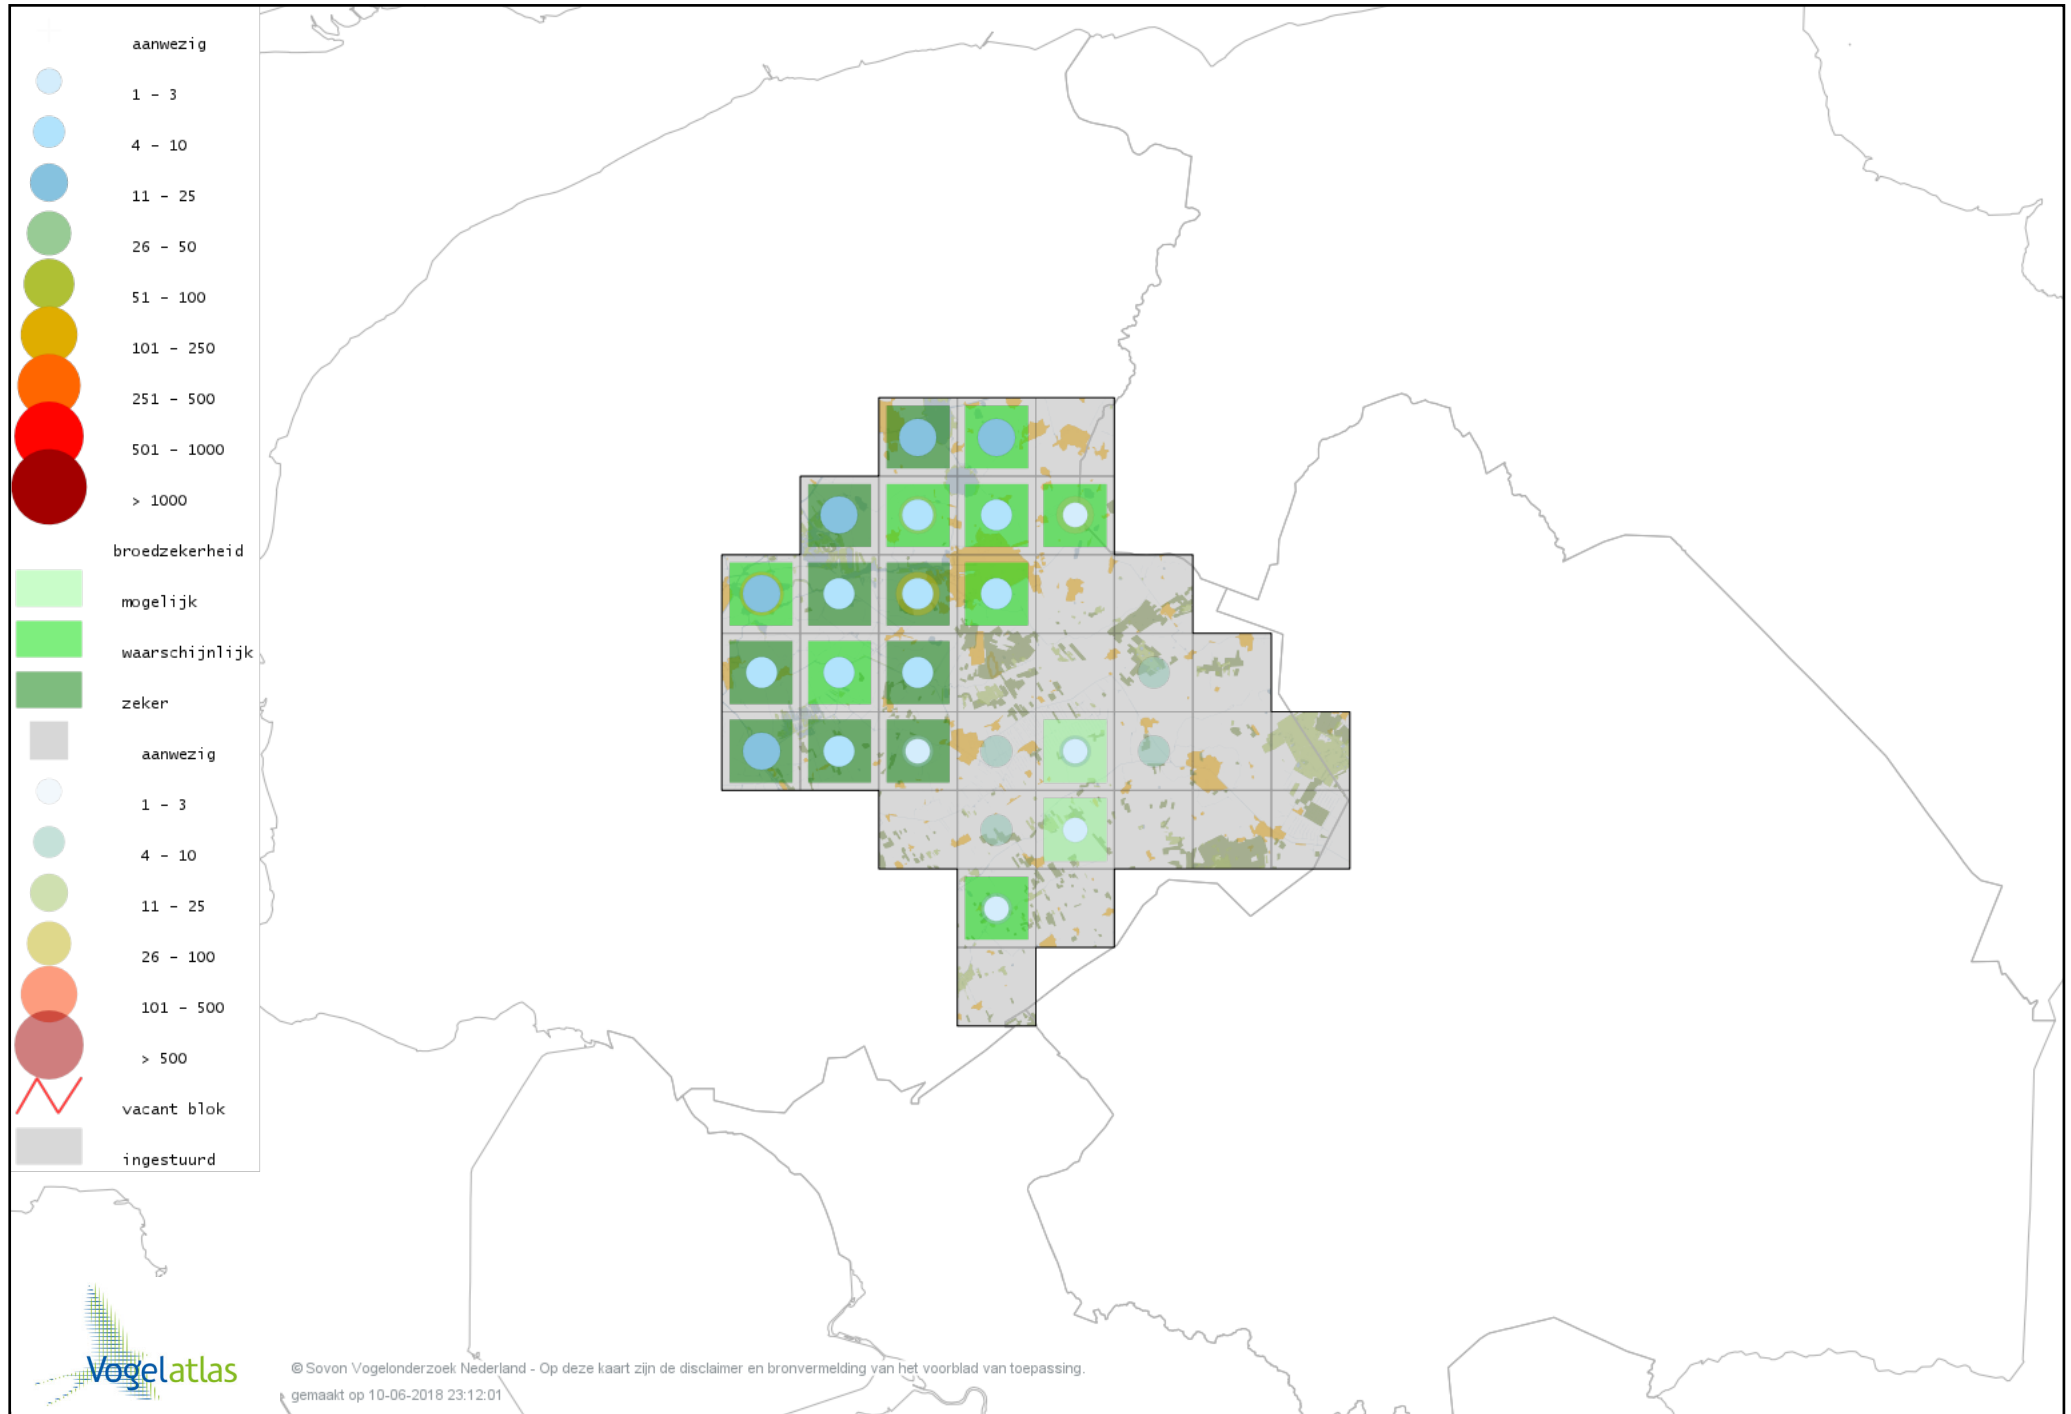 aanwezig
1 - 3
4 - 10
11 - 25
26 - 50
51 - 100
101 - 250
251 - 500
501 - 1000
> 1000
broedzekerheid
mogelijk
waarschijnlijk
zeker
aanwezig
1 - 3
4 - 10
11 - 25
26 - 100
101 - 500
> 500
vacant blok
ingestuurd
Vogelatlas
© Sovon Vogelonderzoek Nederland - Op deze kaart zijn de disclaimer en bronvermelding van het voorblad van toepassing.
gemaakt op 10-06-2018 23:12:01